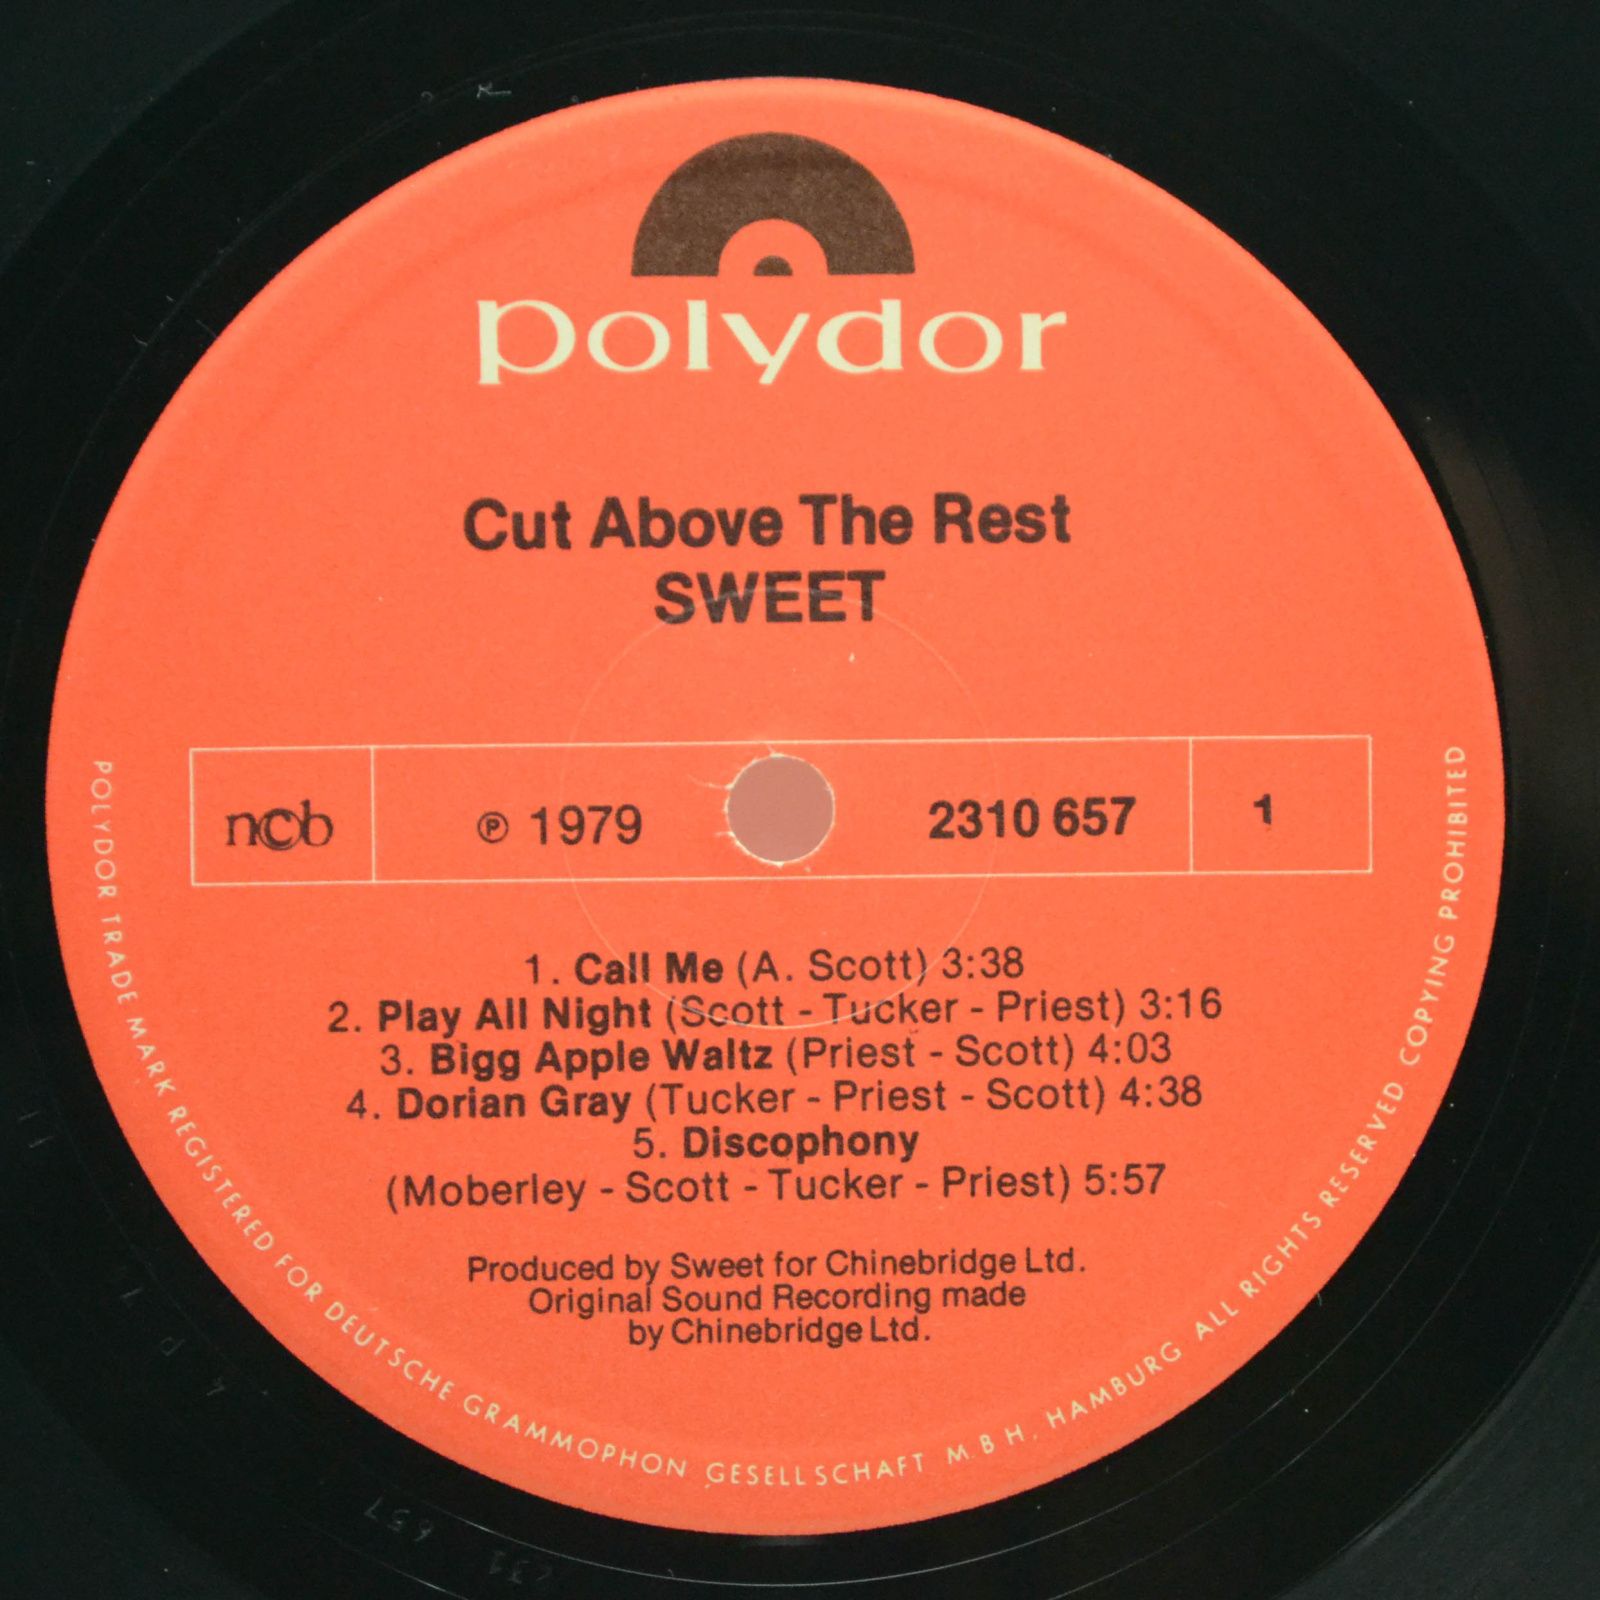 polydor
Cut Above The Rest
SWEET
ncb ℗ 1979 2310 657 1
1. Call Me (A. Scott) 3:38
2. Play All Night (Scott - Tucker - Priest) 3:16
3. Bigg Apple Waltz (Priest - Scott) 4:03
4. Dorian Gray (Tucker - Priest - Scott) 4:38
5. Discophony
(Moberley - Scott - Tucker - Priest) 5:57
Produced by Sweet for Chinebridge Ltd.
Original Sound Recording made
by Chinebridge Ltd.
POLYDOR TRADE MARK REGISTERED FOR DEUTSCHE GRAMMOPHON GESELLSCHAFT M.B H, HAMBURG ALL RIGHTS RESERVED COPYING PROHIBITED